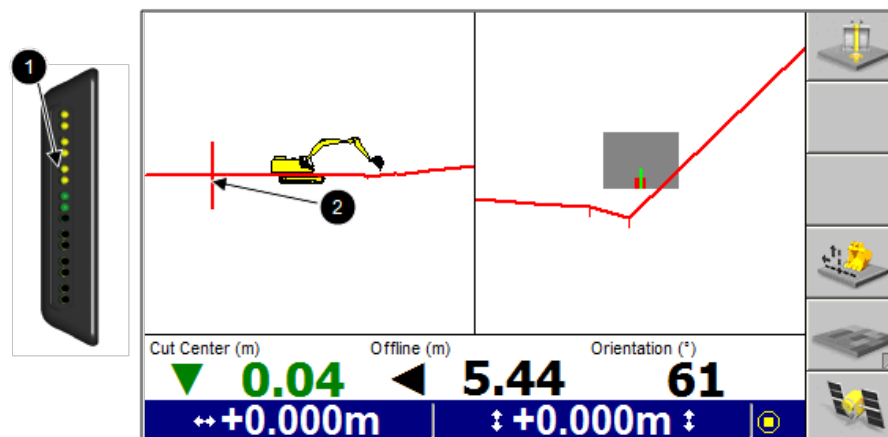 1
2
Cut Center (m) Offline (m) Orientation (°)
▼ 0.04 ◀ 5.44 61
↔ +0.000m ↕ +0.000m ↕